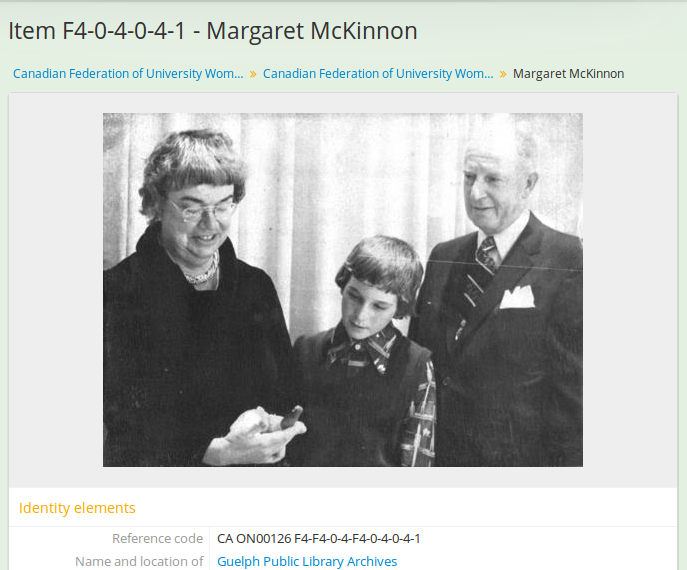 Item F4-0-4-0-4-1 - Margaret McKinnon
Canadian Federation of University Wom... » Canadian Federation of University Wom... » Margaret McKinnon
Identity elements
Reference code CA ON00126 F4-F4-0-4-F4-0-4-0-4-1
Name and location of Guelph Public Library Archives